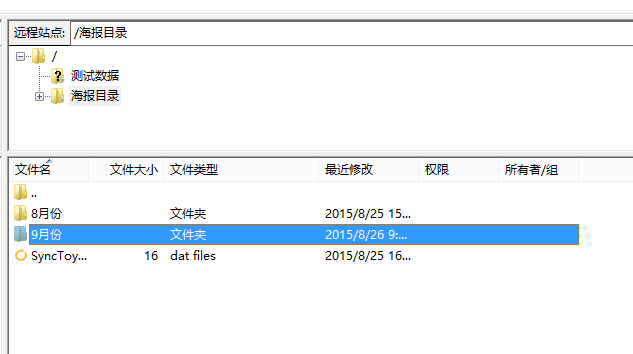 远程站点: /海报目录
/
测试数据
海报目录
文件名 文件大小 文件类型 最近修改 权限 所有者/组
..
8月份 文件夹 2015/8/25 15...
9月份 文件夹 2015/8/26 9:...
SyncToy... 16 dat files 2015/8/25 16...